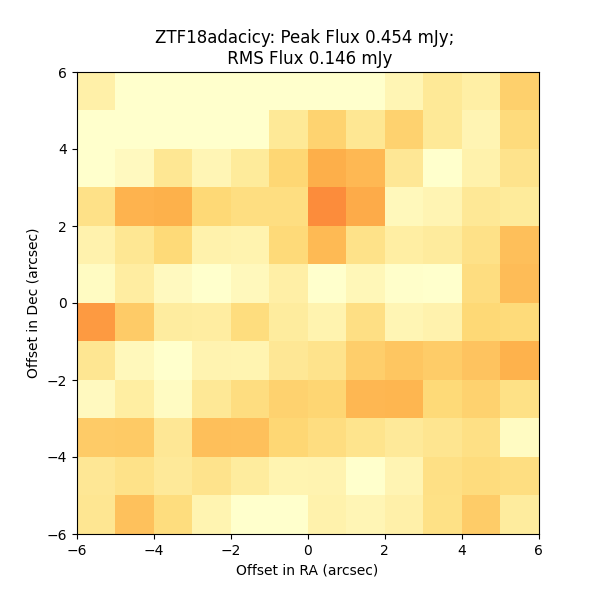 ZTF18adacicy: Peak Flux 0.454 mJy;
RMS Flux 0.146 mJy
6
4
2
0
−2
−4
−6
Offset in Dec (arcsec)
−6 −4 −2 0 2 4 6
Offset in RA (arcsec)